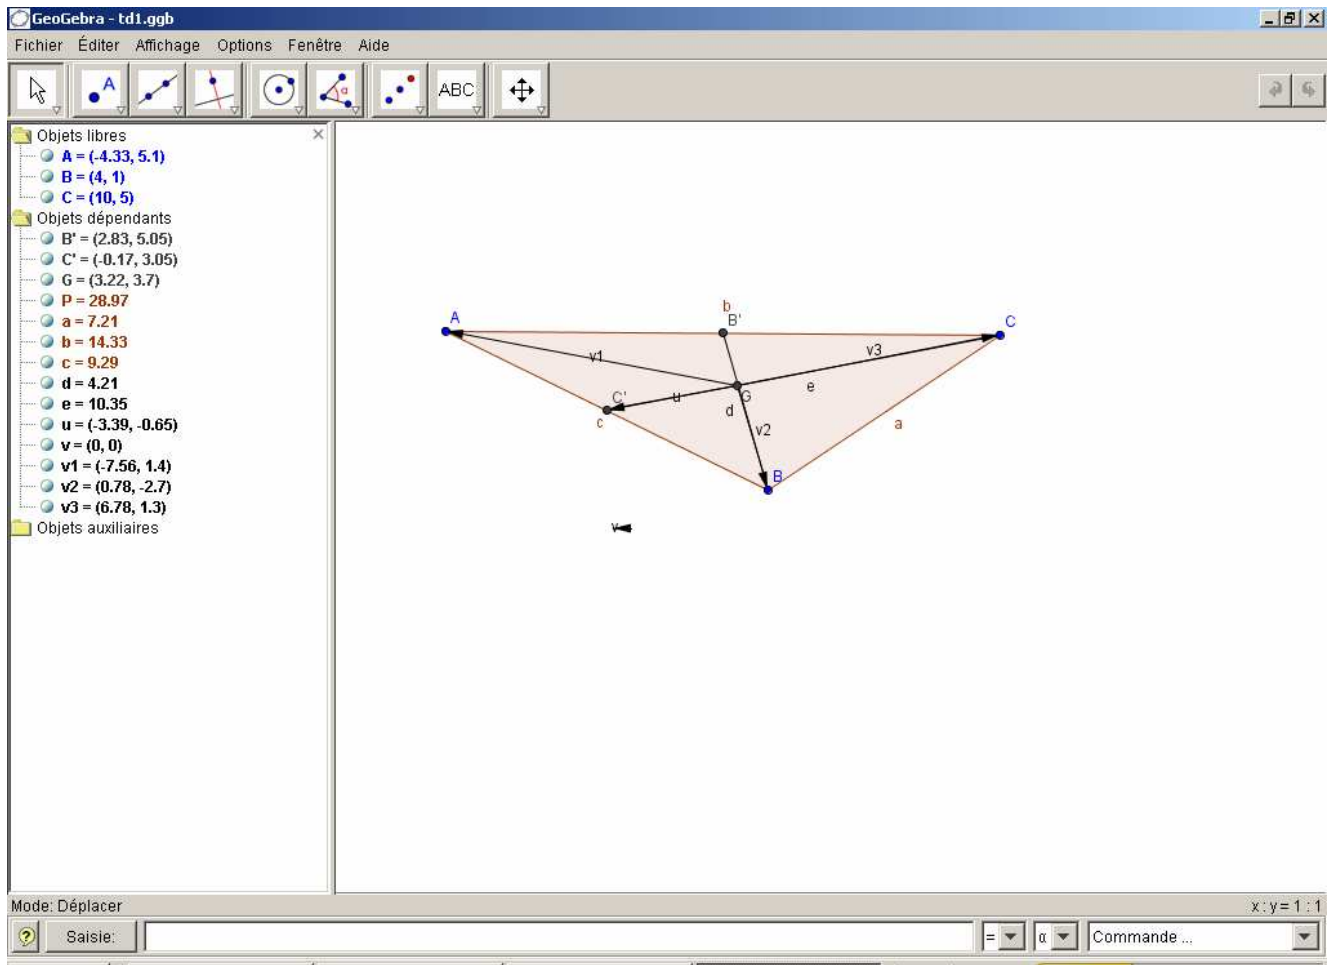 GeoGebra - td1.ggb
Fichier Éditer Affichage Options Fenêtre Aide
A
α
ABC
Objets libres
A = (-4.33, 5.1)
B = (4, 1)
C = (10, 5)
Objets dépendants
B' = (2.83, 5.05)
C' = (-0.17, 3.05)
G = (3.22, 3.7)
P = 28.97
a = 7.21
b = 14.33
c = 9.29
d = 4.21
e = 10.35
u = (-3.39, -0.65)
v = (0, 0)
v1 = (-7.56, 1.4)
v2 = (0.78, -2.7)
v3 = (6.78, 1.3)
Objets auxiliaires
b
A
B'
C
v1
v3
e
C'
u
G
d
c
v2
a
B
v
Mode: Déplacer
x : y = 1 : 1
? Saisie: = α Commande ...